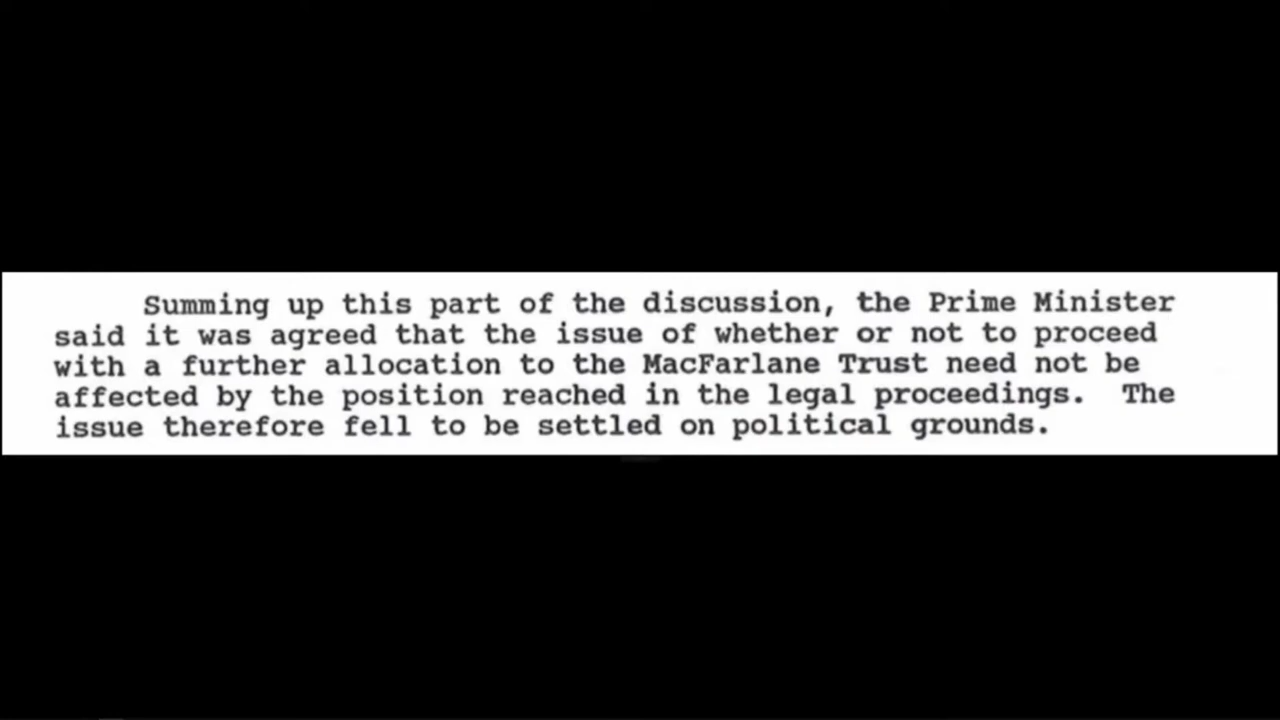 Summing up this part of the discussion, the Prime Minister
said it was agreed that the issue of whether or not to proceed
with a further allocation to the MacFarlane Trust need not be
affected by the position reached in the legal proceedings. The
issue therefore fell to be settled on political grounds.